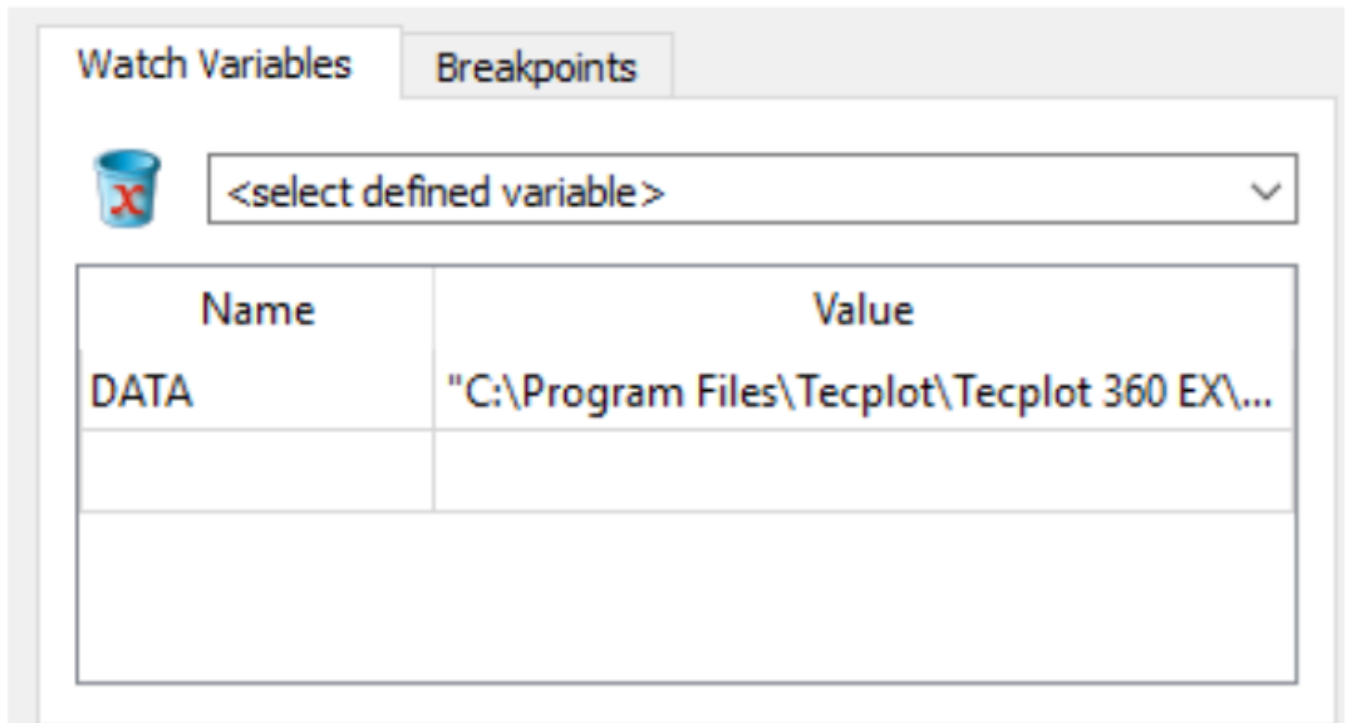 Watch Variables Breakpoints
x
<select defined variable>
Name Value
DATA "C:\Program Files\Tecplot\Tecplot 360 EX\...